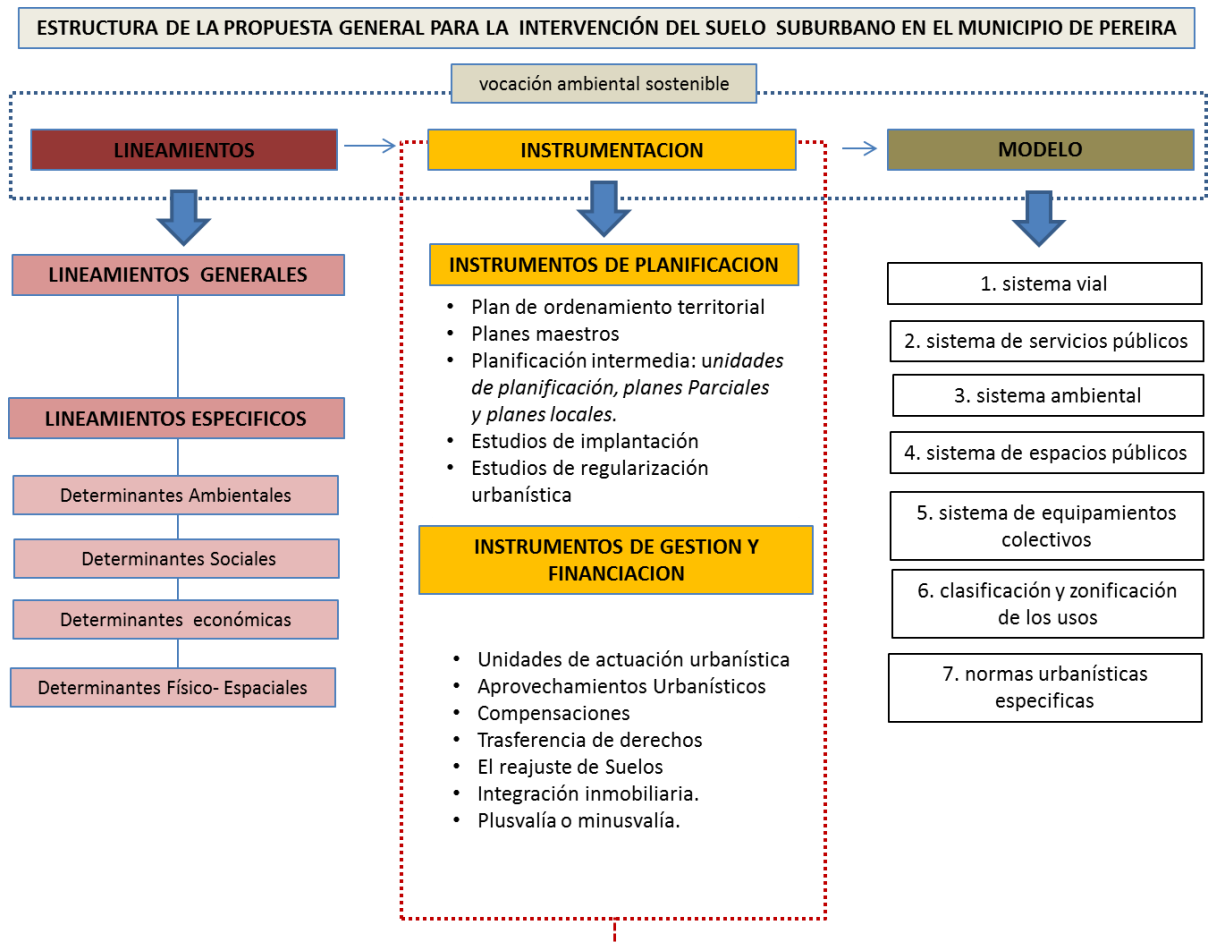 ESTRUCTURA DE LA PROPUESTA GENERAL PARA LA INTERVENCIÓN DEL SUELO SUBURBANO EN EL MUNICIPIO DE PEREIRA
vocación ambiental sostenible
LINEAMIENTOS
INSTRUMENTACION
MODELO
LINEAMIENTOS GENERALES
LINEAMIENTOS ESPECIFICOS
Determinantes Ambientales
Determinantes Sociales
Determinantes económicas
Determinantes Físico- Espaciales
INSTRUMENTOS DE PLANIFICACION
• Plan de ordenamiento territorial
• Planes maestros
• Planificación intermedia: unidades
de planificación, planes Parciales
y planes locales.
• Estudios de implantación
• Estudios de regularización
urbanística
INSTRUMENTOS DE GESTION Y
FINANCIACION
• Unidades de actuación urbanística
• Aprovechamientos Urbanísticos
• Compensaciones
• Trasferencia de derechos
• El reajuste de Suelos
• Integración inmobiliaria.
• Plusvalía o minusvalía.
1. sistema vial
2. sistema de servicios públicos
3. sistema ambiental
4. sistema de espacios públicos
5. sistema de equipamientos
colectivos
6. clasificación y zonificación
de los usos
7. normas urbanísticas
especificas